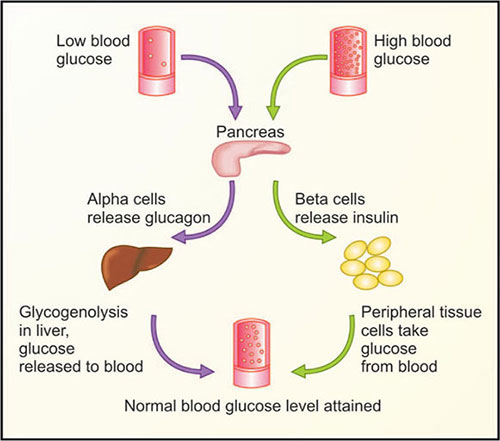 Low blood
glucose
High blood
glucose
Pancreas
Alpha cells
release glucagon
Beta cells
release insulin
Glycogenolysis
in liver,
glucose
released to blood
Peripheral tissue
cells take
glucose
from blood
Normal blood glucose level attained